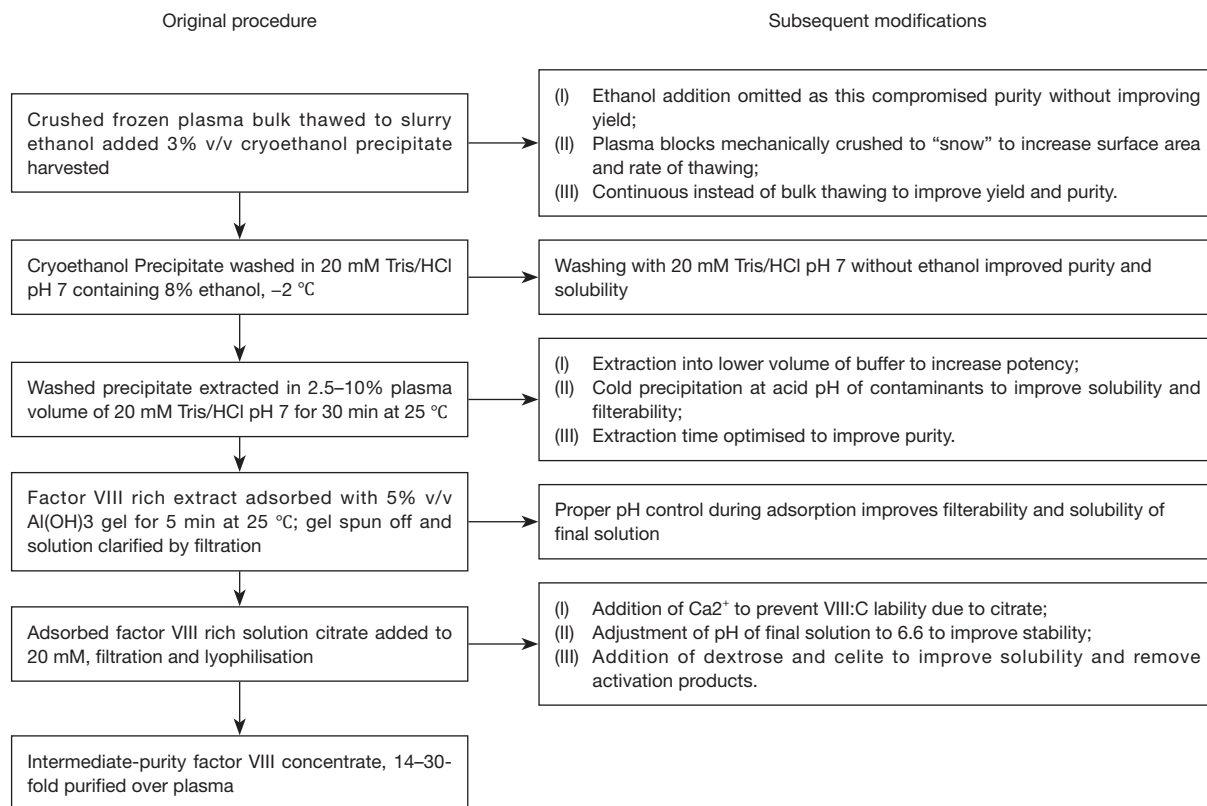 Original procedure
Subsequent modifications
Crushed frozen plasma bulk thawed to slurry
ethanol added 3% v/v cryoethanol precipitate
harvested
(I) Ethanol addition omitted as this compromised purity without improving
yield;
(II) Plasma blocks mechanically crushed to “snow” to increase surface area
and rate of thawing;
(III) Continuous instead of bulk thawing to improve yield and purity.
Cryoethanol Precipitate washed in 20 mM Tris/HCl
pH 7 containing 8% ethanol, −2 ℃
Washing with 20 mM Tris/HCl pH 7 without ethanol improved purity and
solubility
Washed precipitate extracted in 2.5–10% plasma
volume of 20 mM Tris/HCl pH 7 for 30 min at 25 ℃
(I) Extraction into lower volume of buffer to increase potency;
(II) Cold precipitation at acid pH of contaminants to improve solubility and
filterability;
(III) Extraction time optimised to improve purity.
Factor VIII rich extract adsorbed with 5% v/v
Al(OH)3 gel for 5 min at 25 ℃; gel spun off and
solution clarified by filtration
Proper pH control during adsorption improves filterability and solubility of
final solution
Adsorbed factor VIII rich solution citrate added to
20 mM, filtration and lyophilisation
(I) Addition of Ca2⁺ to prevent VIII:C lability due to citrate;
(II) Adjustment of pH of final solution to 6.6 to improve stability;
(III) Addition of dextrose and celite to improve solubility and remove
activation products.
Intermediate-purity factor VIII concentrate, 14–30-
fold purified over plasma